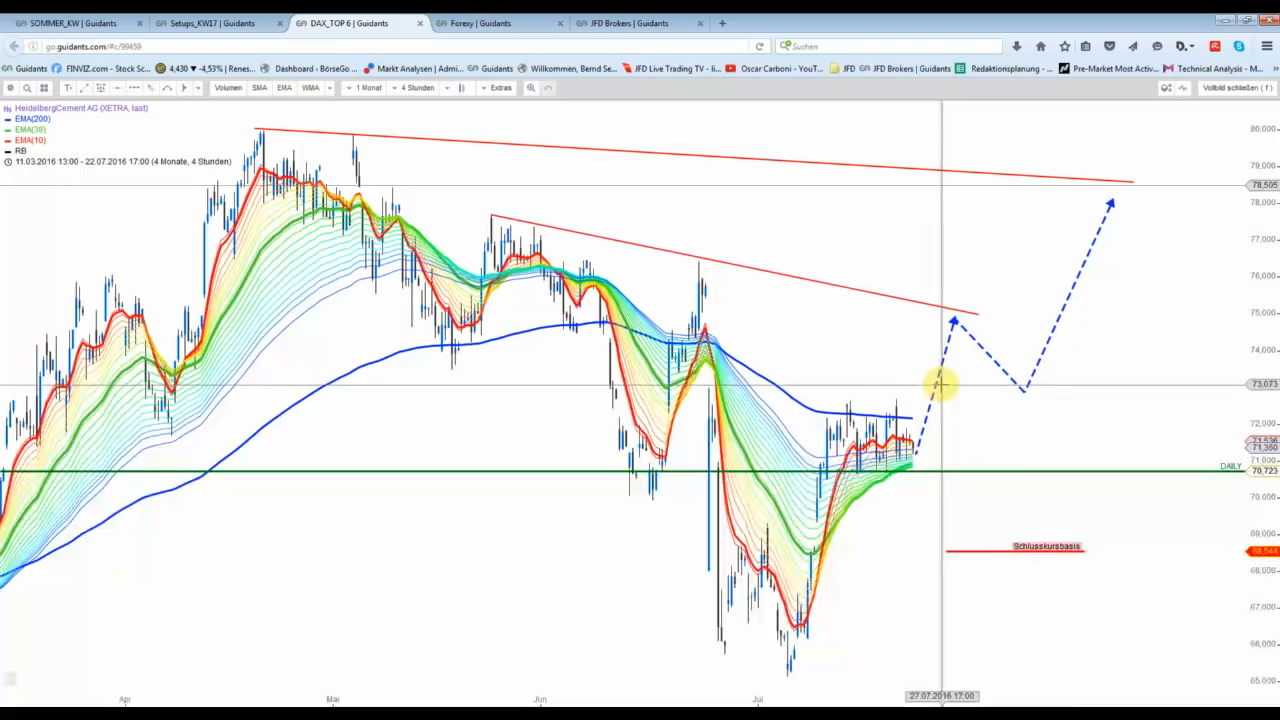 SOMMER_KW | Guidants
Setups_KW17 | Guidants
DAX_TOP 6 | Guidants
Forexy | Guidants
JFD Brokers | Guidants
go.guidants.com/#c/99459
Suchen
Guidants
FINVIZ.com - Stock Sc...
4,430 ▼ -4,53% | Renes...
Dashboard - BörseGo ...
Markt Analysen | Admi...
Guidants
Willkommen, Bernd Se...
JFD Live Trading TV - li...
Oscar Carboni - YouT...
JFD
JFD Brokers | Guidants
Redaktionsplanung - ...
Pre-Market Most Activ...
Technical Analysis - M...
Volumen
SMA
EMA
WMA
1 Monat
4 Stunden
Extras
Vollbild schließen ( f )
HeidelbergCement AG (XETRA, last)
EMA(200)
EMA(38)
EMA(10)
RB
11.03.2016 13:00 - 22.07.2016 17:00 (4 Monate, 4 Stunden)
80,000
79,000
78,505
78,000
77,000
76,000
75,000
74,000
73,073
72,000
71,360
71,000
DAILY
70,723
70,000
69,000
Schlusskursbasis
68,544
68,000
67,000
66,000
65,000
27.07.2016 17:00
Apr
Mai
Jun
Jul